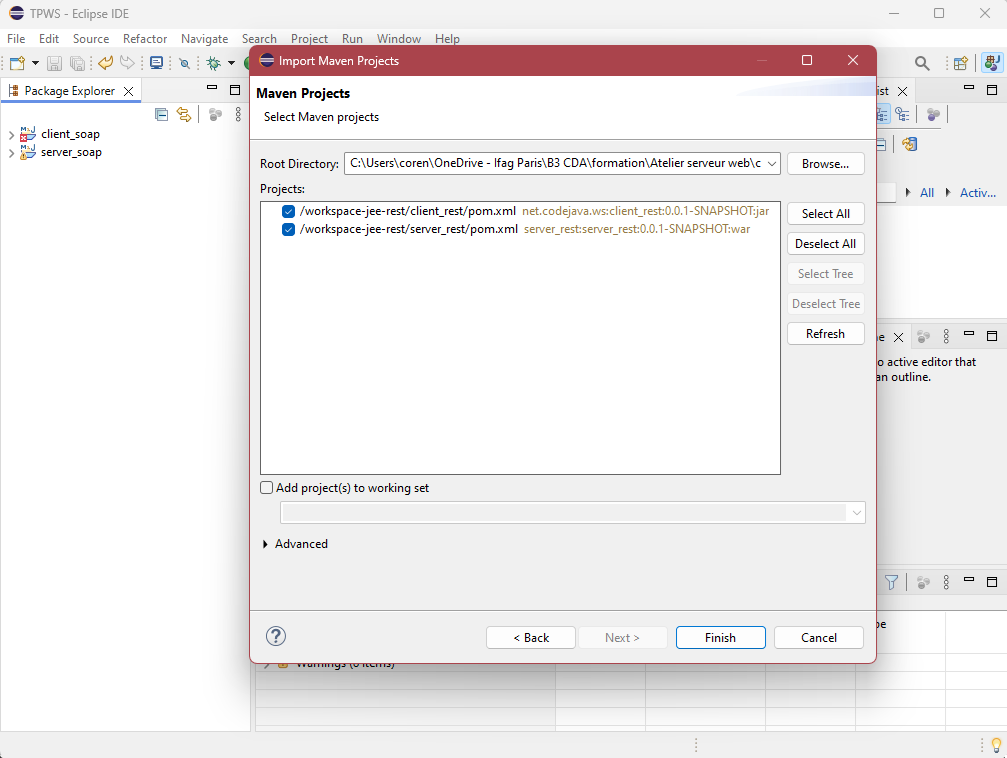 TPWS - Eclipse IDE
File Edit Source Refactor Navigate Search Project Run Window Help
Package Explorer
client_soap
server_soap
Import Maven Projects
Maven Projects
Select Maven projects
Root Directory: C:\Users\coren\OneDrive - Ifag Paris\B3 CDA\formation\Atelier serveur web\c Browse...
Projects:
/workspace-jee-rest/client_rest/pom.xml net.codejava.ws:client_rest:0.0.1-SNAPSHOT:jar
/workspace-jee-rest/server_rest/pom.xml server_rest:server_rest:0.0.1-SNAPSHOT:war
Select All
Deselect All
Select Tree
Deselect Tree
Refresh
Add project(s) to working set
Advanced
< Back Next > Finish Cancel
ist
All Activ...
o active editor that
an outline.